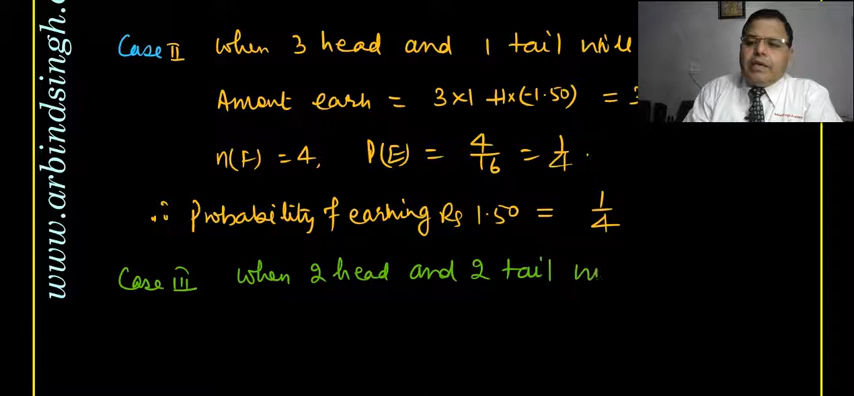 Case II when 3 head and 1 tail will
Amont earn = 3×1 +1×(-1.50) = 3
n(F) = 4, P(E) = 4/16 = 1/4 .
∴ Probability of earning Rs 1.50 = 1/4
Case III when 2 head and 2 tail
www.arbindsingh.